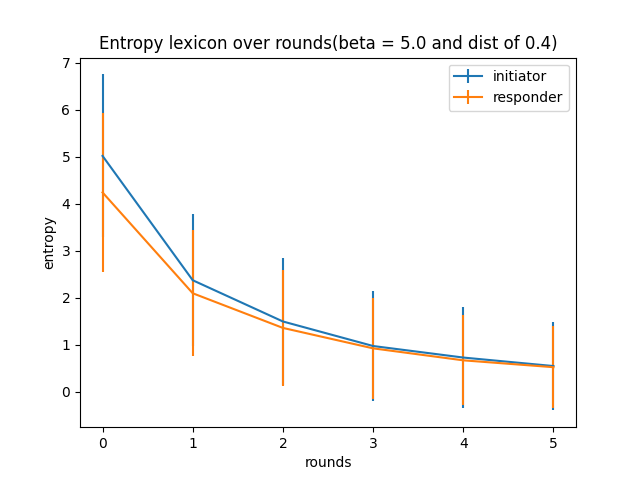 Entropy lexicon over rounds(beta = 5.0 and dist of 0.4)
initiator
responder
entropy
7
6
5
4
3
2
1
0
0 1 2 3 4 5
rounds